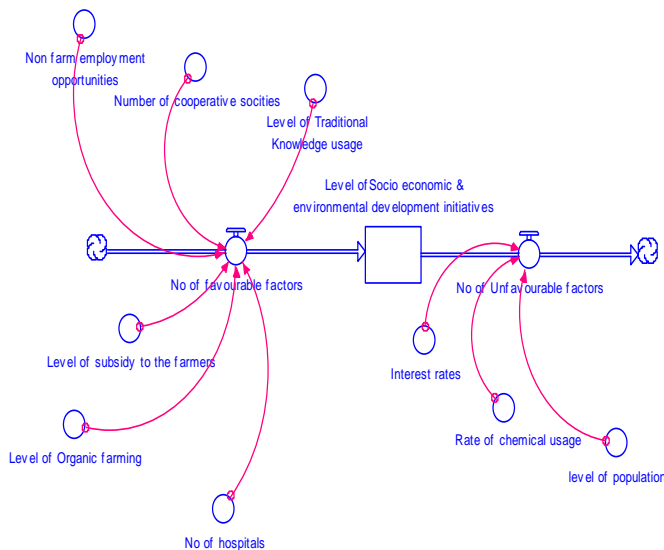 Non farm employment
opportunities
Number of cooperative socities
Level of Traditional
Knowledge usage
Level of Socio economic &
environmental development initiatives
No of favourable factors
No of Unfavourable factors
Level of subsidy to the farmers
Interest rates
Rate of chemical usage
Level of Organic farming
level of population
No of hospitals